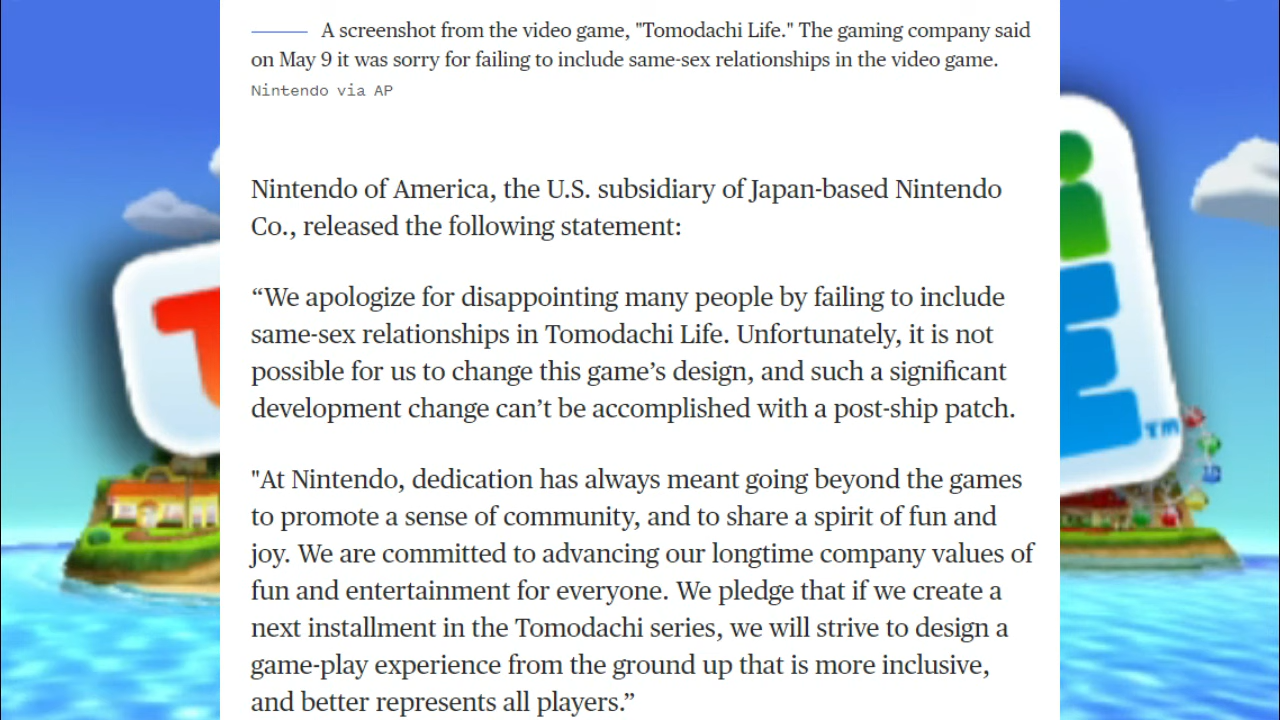 A screenshot from the video game, "Tomodachi Life." The gaming company said
on May 9 it was sorry for failing to include same-sex relationships in the video game.
Nintendo via AP
Nintendo of America, the U.S. subsidiary of Japan-based Nintendo
Co., released the following statement:
“We apologize for disappointing many people by failing to include
same-sex relationships in Tomodachi Life. Unfortunately, it is not
possible for us to change this game’s design, and such a significant
development change can’t be accomplished with a post-ship patch.
"At Nintendo, dedication has always meant going beyond the games
to promote a sense of community, and to share a spirit of fun and
joy. We are committed to advancing our longtime company values of
fun and entertainment for everyone. We pledge that if we create a
next installment in the Tomodachi series, we will strive to design a
game-play experience from the ground up that is more inclusive,
and better represents all players.”
T
i
E
TM